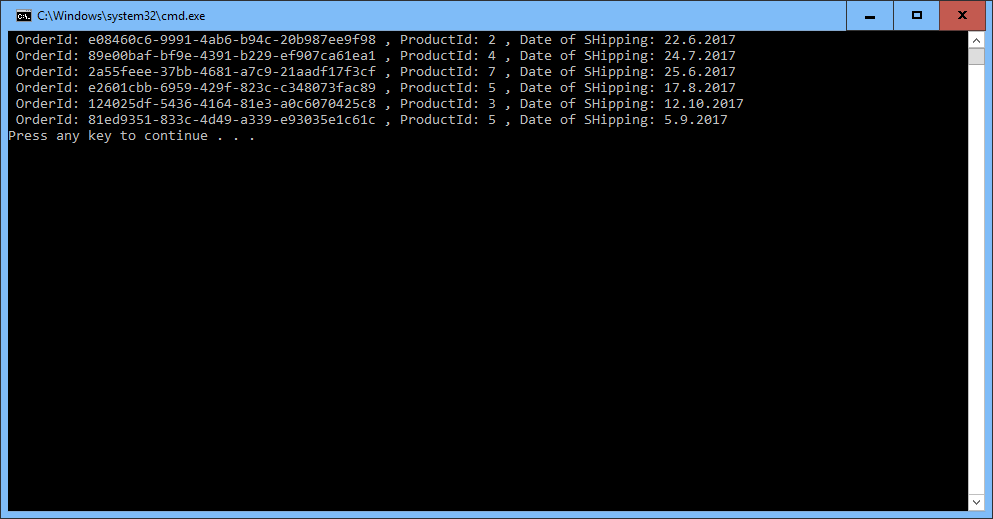 C:\Windows\system32\cmd.exe
OrderId: e08460c6-9991-4ab6-b94c-20b987ee9f98 , ProductId: 2 , Date of SHipping: 22.6.2017
OrderId: 89e00baf-bf9e-4391-b229-ef907ca61ea1 , ProductId: 4 , Date of SHipping: 24.7.2017
OrderId: 2a55feee-37bb-4681-a7c9-21aadf17f3cf , ProductId: 7 , Date of SHipping: 25.6.2017
OrderId: e2601cbb-6959-429f-823c-c348073fac89 , ProductId: 5 , Date of SHipping: 17.8.2017
OrderId: 124025df-5436-4164-81e3-a0c6070425c8 , ProductId: 3 , Date of SHipping: 12.10.2017
OrderId: 81ed9351-833c-4d49-a339-e93035e1c61c , ProductId: 5 , Date of SHipping: 5.9.2017
Press any key to continue . . .